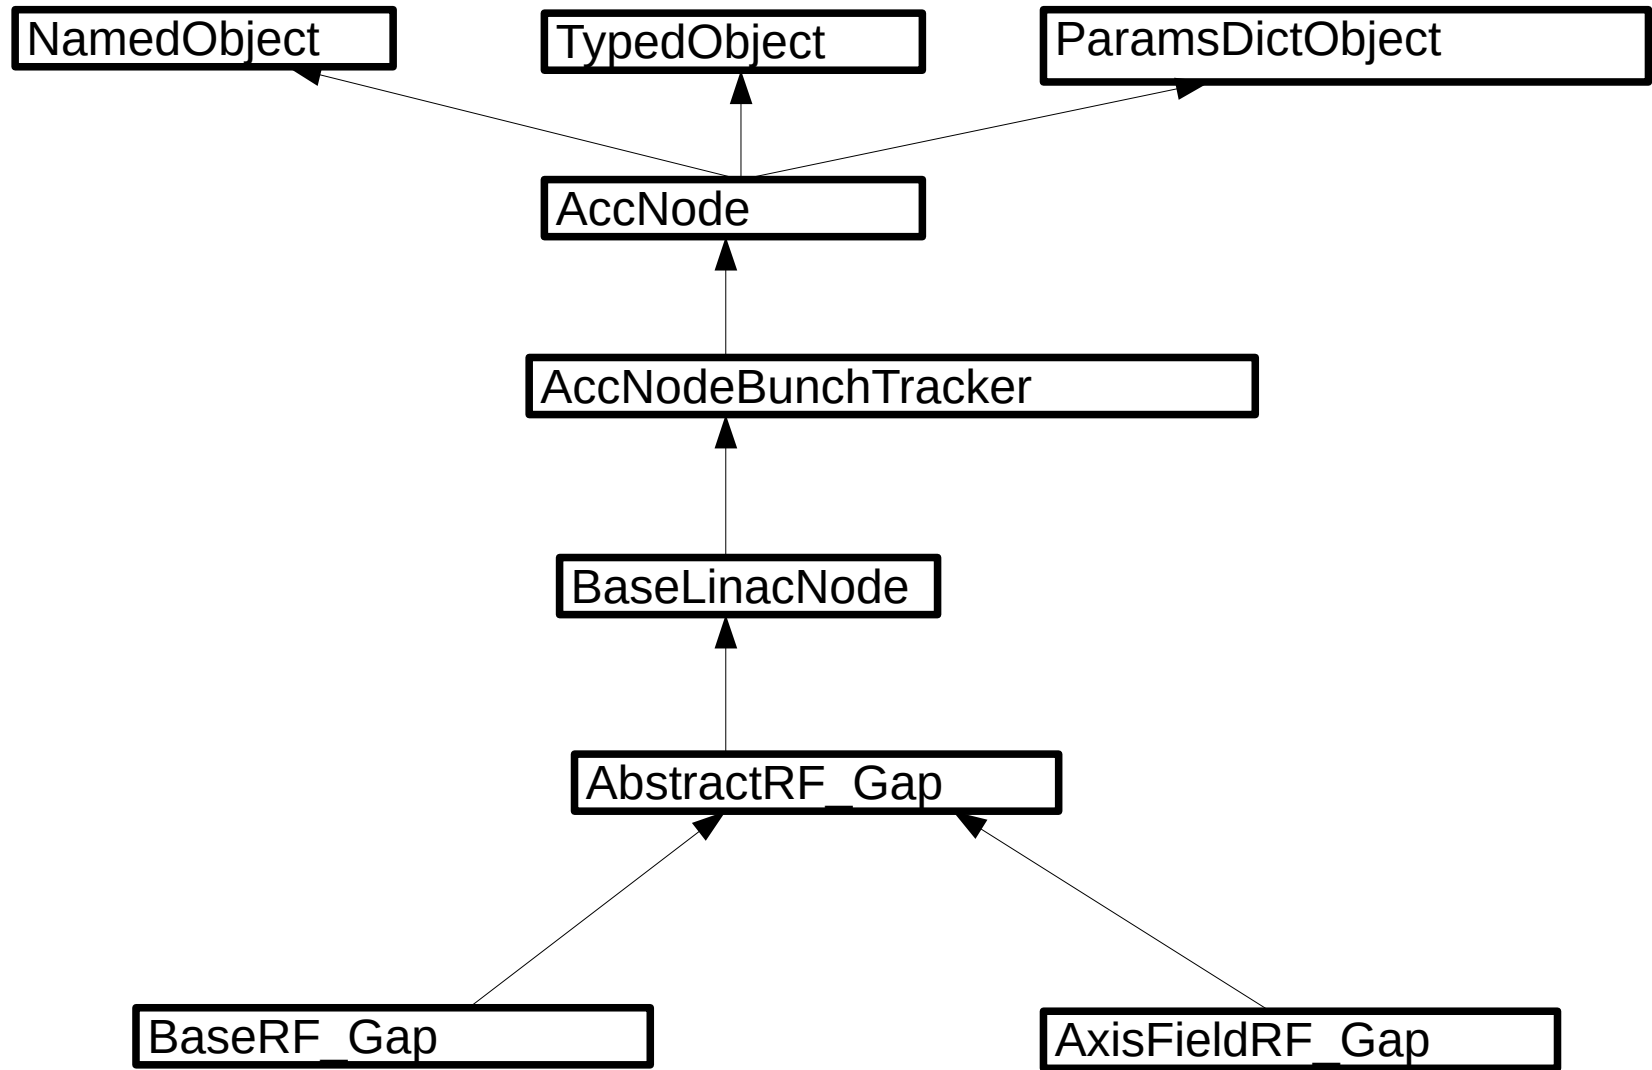 NamedObject
TypedObject
ParamsDictObject
AccNode
AccNodeBunchTracker
BaseLinacNode
AbstractRF_Gap
BaseRF_Gap
AxisFieldRF_Gap